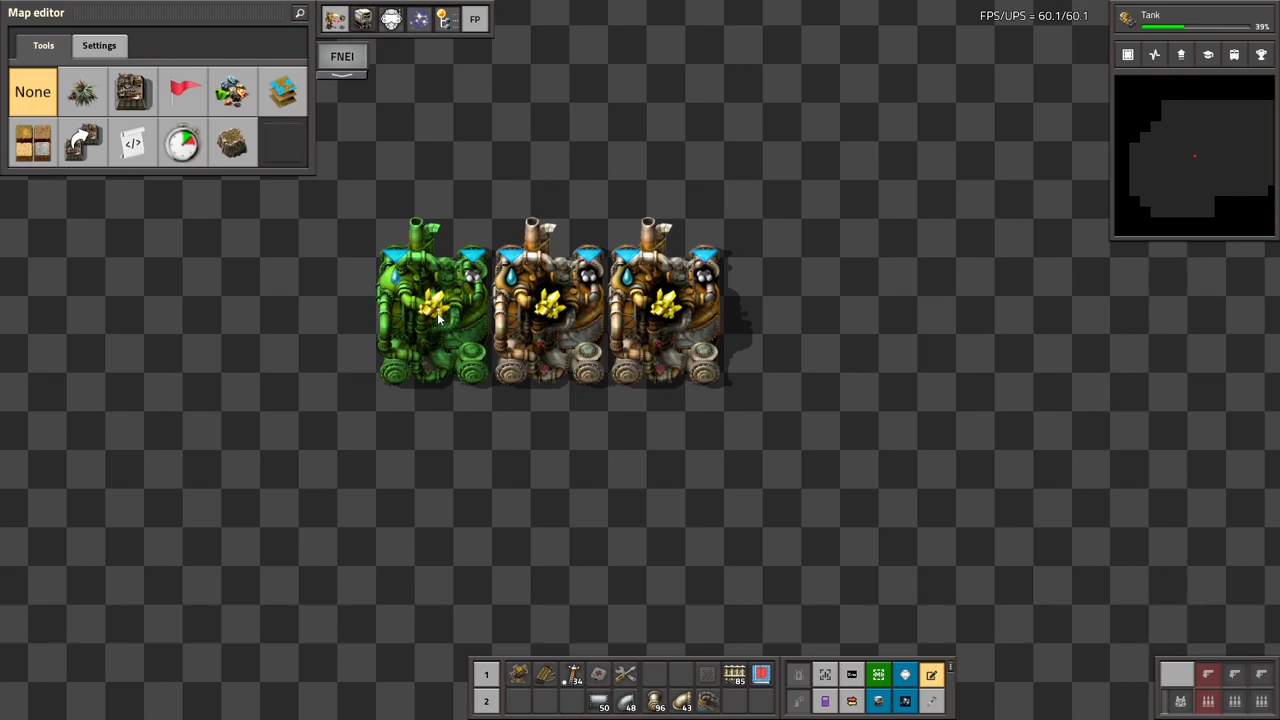 Map editor
Tools Settings
None
</>
FP
FNEI
FPS/UPS = 60.1/60.1
Tank
39%
1
34
85
2
50
48
96
43